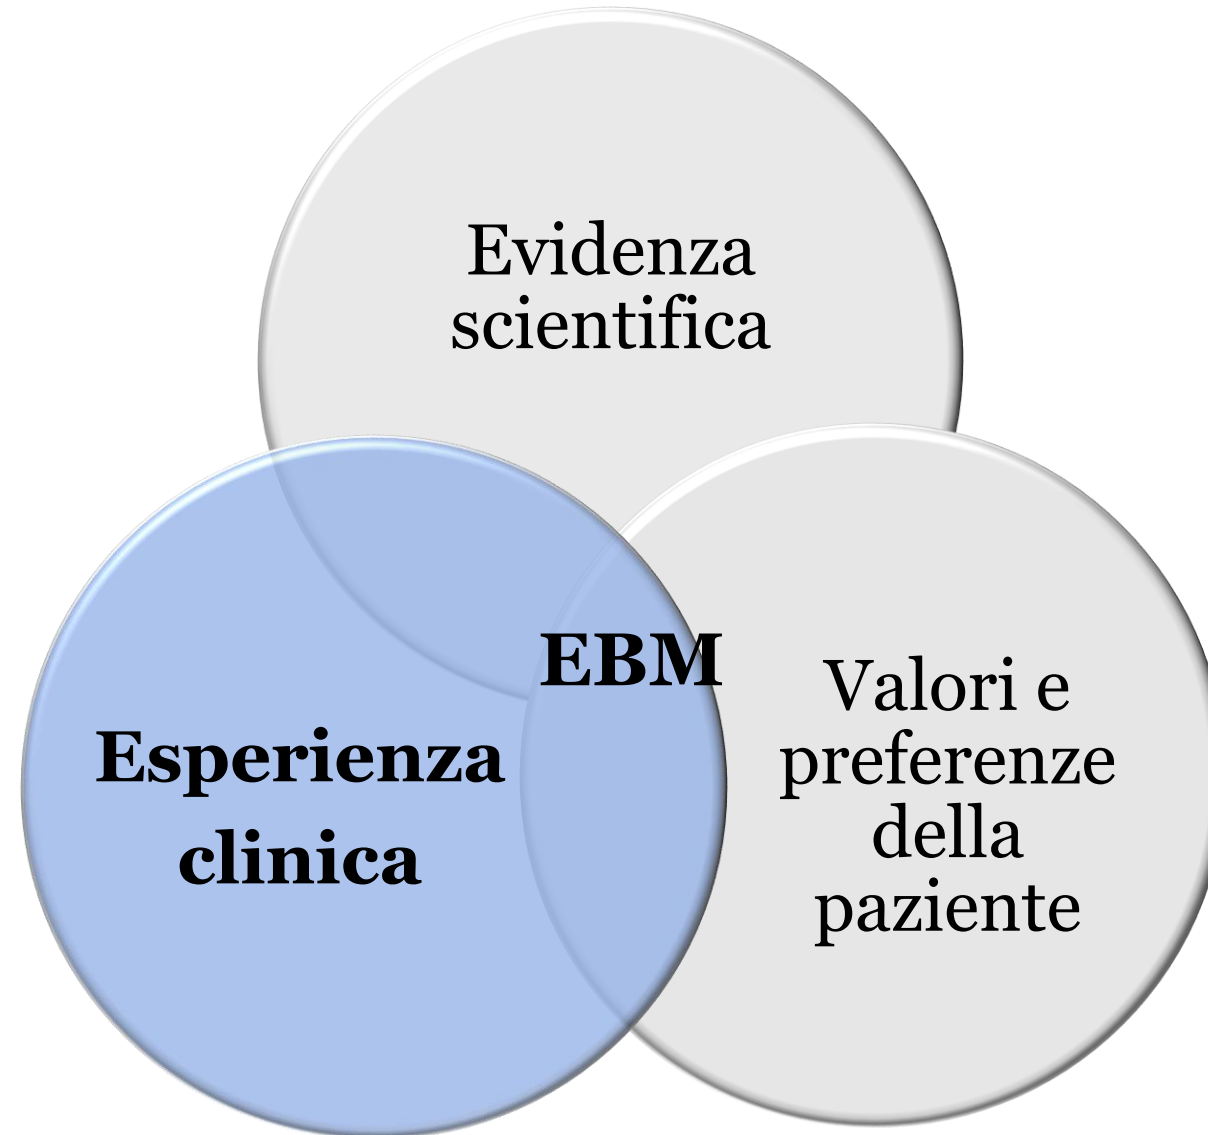 Evidenza
scientifica
EBM
Esperienza
clinica
Valori e
preferenze
della
paziente